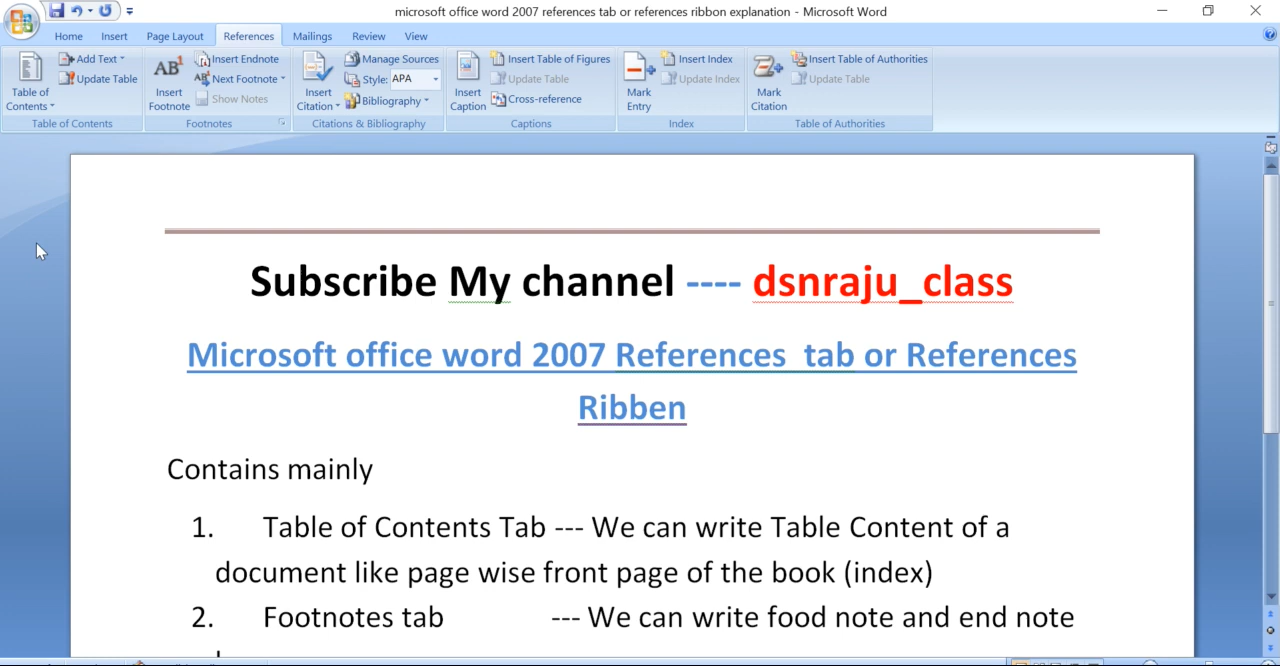 microsoft office word 2007 references tab or references ribbon explanation - Microsoft Word
Home Insert Page Layout References Mailings Review View
Table of Contents
Add Text
Update Table
Table of Contents
AB1 Insert Footnote
Insert Endnote
AB1 Next Footnote
Show Notes
Footnotes
Insert Citation
Manage Sources
Style: APA
Bibliography
Citations & Bibliography
Insert Caption
Insert Table of Figures
Update Table
Cross-reference
Captions
Mark Entry
Insert Index
Update Index
Index
Mark Citation
Insert Table of Authorities
Update Table
Table of Authorities
Subscribe My channel ---- dsnraju_class
Microsoft office word 2007 References tab or References
Ribben
Contains mainly
1. Table of Contents Tab --- We can write Table Content of a
document like page wise front page of the book (index)
2. Footnotes tab --- We can write food note and end note